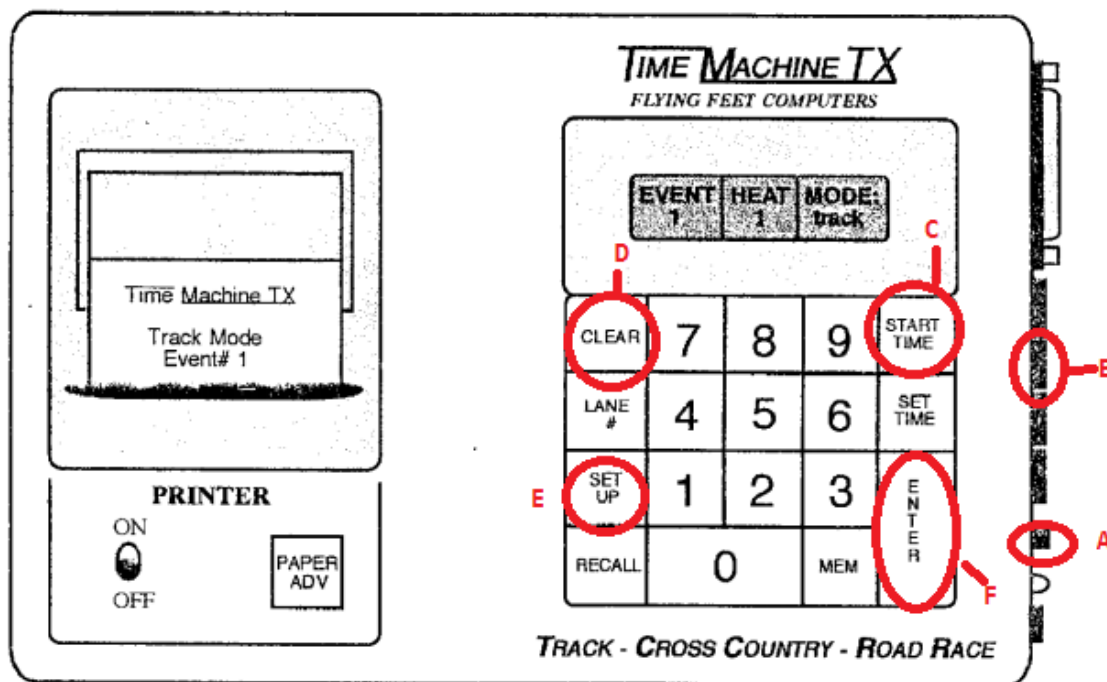 TIME MACHINE TX
FLYING FEET COMPUTERS
EVENT HEAT MODE:
1 1 track
C
D
Time Machine TX
Track Mode
Event# 1
CLEAR 7 8 9 START TIME
B
LANE # 4 5 6 SET TIME
E
SET UP 1 2 3 ENTER
A
RECALL 0 MEM
F
PRINTER
ON
OFF
PAPER ADV
TRACK - CROSS COUNTRY - ROAD RACE